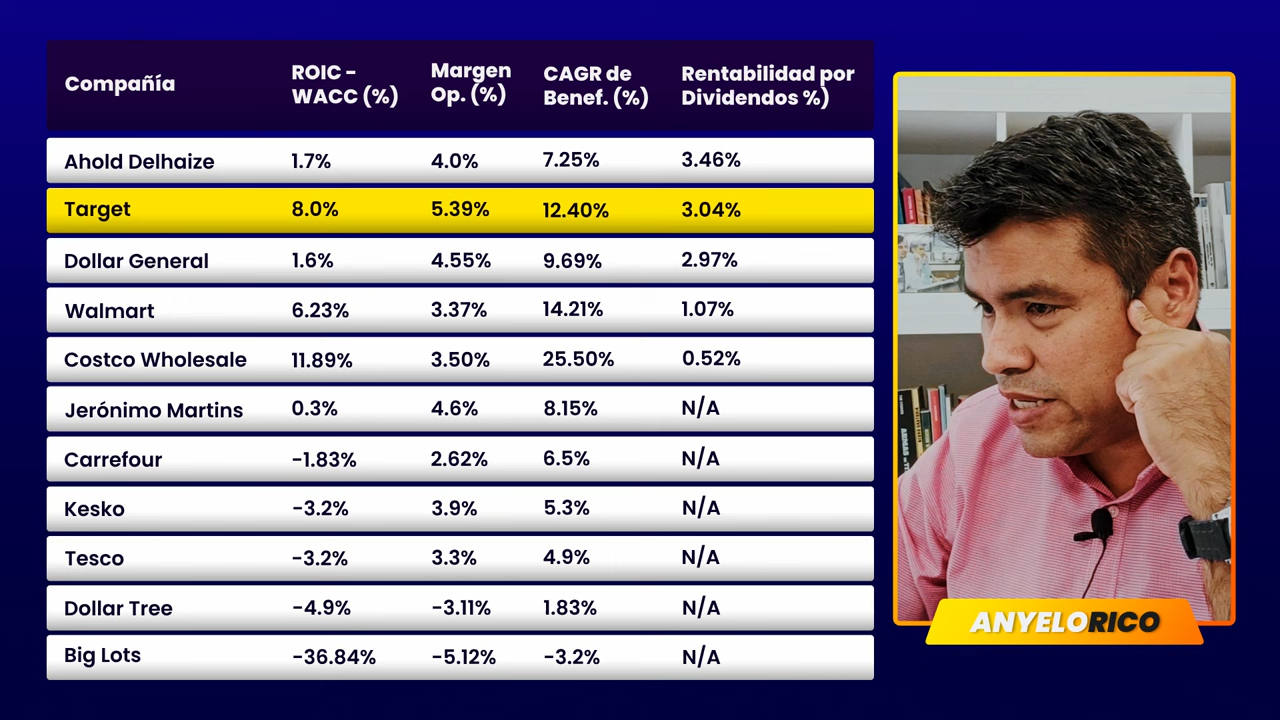 Compañía
ROIC -
WACC (%)
Margen
Op. (%)
CAGR de
Benef. (%)
Rentabilidad por
Dividendos %)
Ahold Delhaize 1.7% 4.0% 7.25% 3.46%
Target 8.0% 5.39% 12.40% 3.04%
Dollar General 1.6% 4.55% 9.69% 2.97%
Walmart 6.23% 3.37% 14.21% 1.07%
Costco Wholesale 11.89% 3.50% 25.50% 0.52%
Jerónimo Martins 0.3% 4.6% 8.15% N/A
Carrefour -1.83% 2.62% 6.5% N/A
Kesko -3.2% 3.9% 5.3% N/A
Tesco -3.2% 3.3% 4.9% N/A
Dollar Tree -4.9% -3.11% 1.83% N/A
Big Lots -36.84% -5.12% -3.2% N/A
ANYELORICO